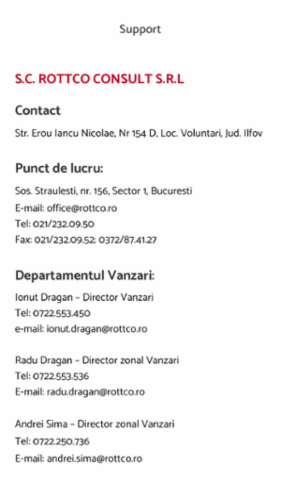 Support
S.C. ROTTCO CONSULT S.R.L
Contact
Str. Erou Iancu Nicolae, Nr 154 D, Loc. Voluntari, Jud. Ilfov
Punct de lucru:
Sos. Straulesti, nr. 156, Sector 1, Bucuresti
E-mail: office@rottco.ro
Tel: 021/232.09.50
Fax: 021/232.09.52; 0372/87.41.27
Departamentul Vanzari:
Ionut Dragan – Director Vanzari
Tel: 0722.553.450
e-mail: ionut.dragan@rottco.ro
Radu Dragan – Director zonal Vanzari
Tel: 0722.553.536
E-mail: radu.dragan@rottco.ro
Andrei Sima – Director zonal Vanzari
Tel: 0722.250.736
E-mail: andrei.sima@rottco.ro